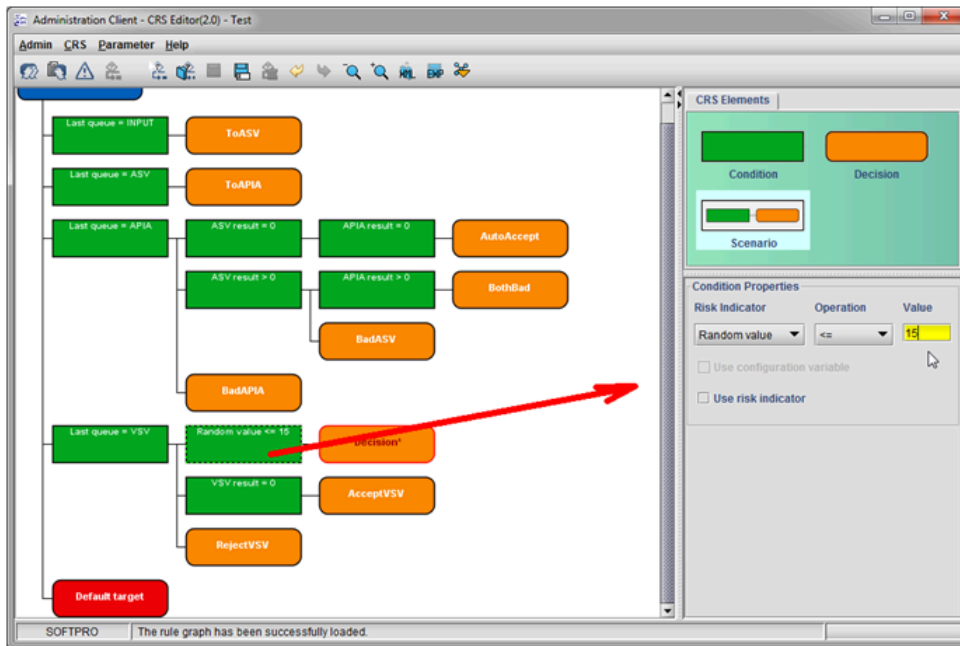 Administration Client - CRS Editor(2.0) - Test
Admin CRS Parameter Help
XML EXP
Last queue = INPUT
ToASV
Last queue = ASV
ToAPIA
Last queue = APIA
ASV result = 0
APIA result = 0
AutoAccept
ASV result > 0
APIA result > 0
BothBad
BadASV
BadAPIA
Last queue = VSV
Random value <= 15
Decision*
VSV result = 0
AcceptVSV
RejectVSV
Default target
CRS Elements
Condition
Decision
Scenario
Condition Properties
Risk Indicator Operation Value
Random value <= 15
Use configuration variable
Use risk indicator
SOFTPRO The rule graph has been successfully loaded.